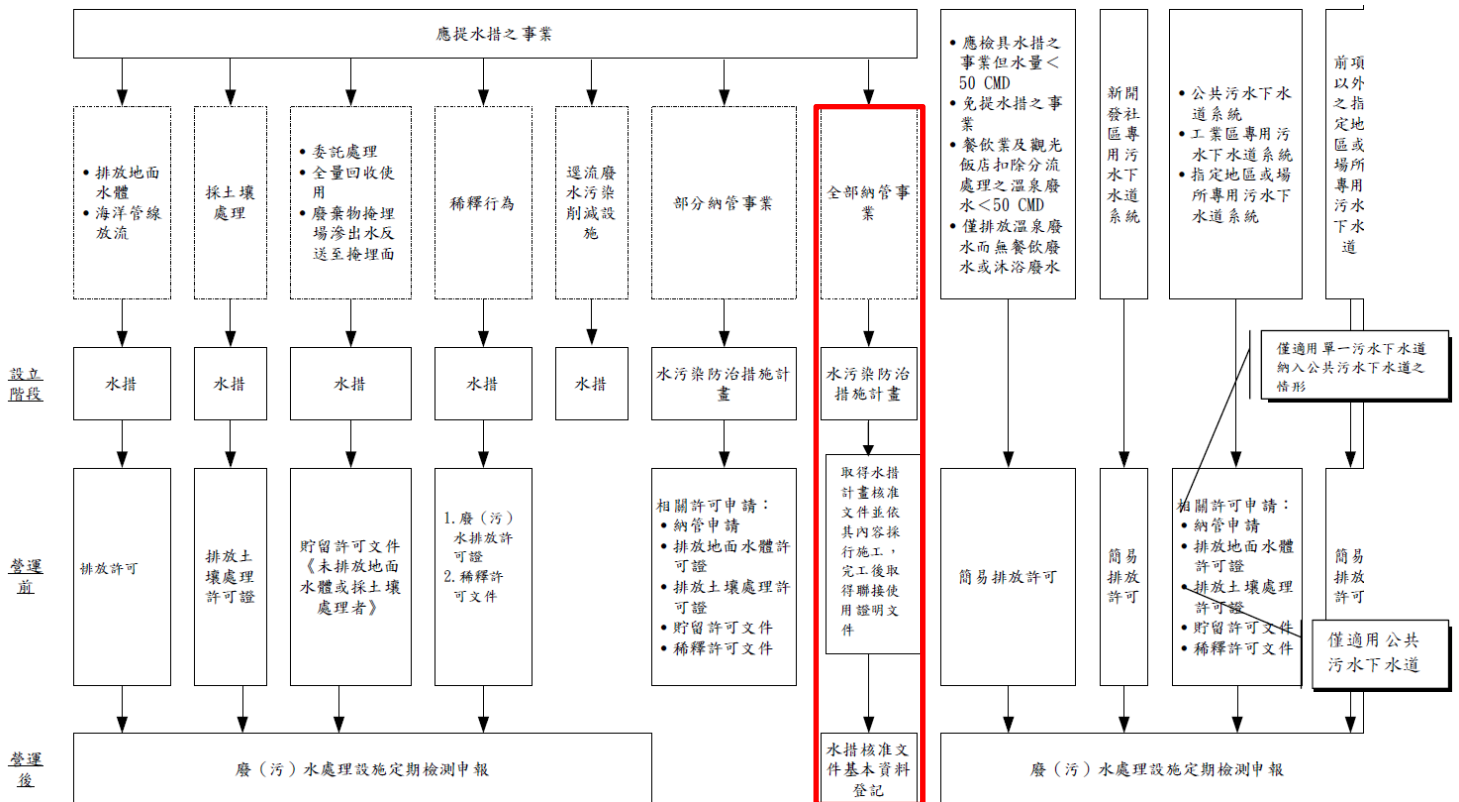 應提水措之事業
• 排放地面
水體
• 海洋管線
放流
採土壤
處理
• 委託處理
• 全量回收使
用
• 廢棄物掩埋
場滲出水反
送至掩埋面
稀釋行為
逕流廢
水污染
削減設
施
部分納管事業
全部納管事
業
• 應檢具水措之
事業但水量＜
50 CMD
• 免提水措之事
業
• 餐飲業及觀光
飯店扣除分流
處理之溫泉廢
水<50 CMD
• 僅排放溫泉廢
水而無餐飲廢
水或沐浴廢水
新開
發社
區專
用污
水下
水道
系統
• 公共污水下水
道系統
• 工業區專用污
水下水道系統
• 指定地區或場
所專用污水下
水道系統
前項
以外
之指
定地
區或
場所
專用
污水
下水
道
設立
階段
水措
水措
水措
水措
水措
水污染防治措施計
畫
水污染防治
措施計畫
僅適用單一污水下水道
納入公共污水下水道之
情形
營運
前
排放許可
排放土
壤處理
許可證
貯留許可文件
《未排放地面
水體或採土壤
處理者》
1.廢（污）
水排放許
可證
2.稀釋許
可文件
相關許可申請：
• 納管申請
• 排放地面水體許
可證
• 排放土壤處理許
可證
• 貯留許可文件
• 稀釋許可文件
取得水措
計畫核准
文件並依
其內容採
行施工，
完工後取
得聯接使
用證明文
件
簡易排放許可
簡易
排放
許可
相關許可申請：
• 納管申請
• 排放地面水體
許可證
• 排放土壤處理
許可證
• 貯留許可文件
• 稀釋許可文件
簡易
排放
許可
僅適用公共
污水下水道
營運
後
廢（污）水處理設施定期檢測申報
水措核准文
件基本資料
登記
廢（污）水處理設施定期檢測申報